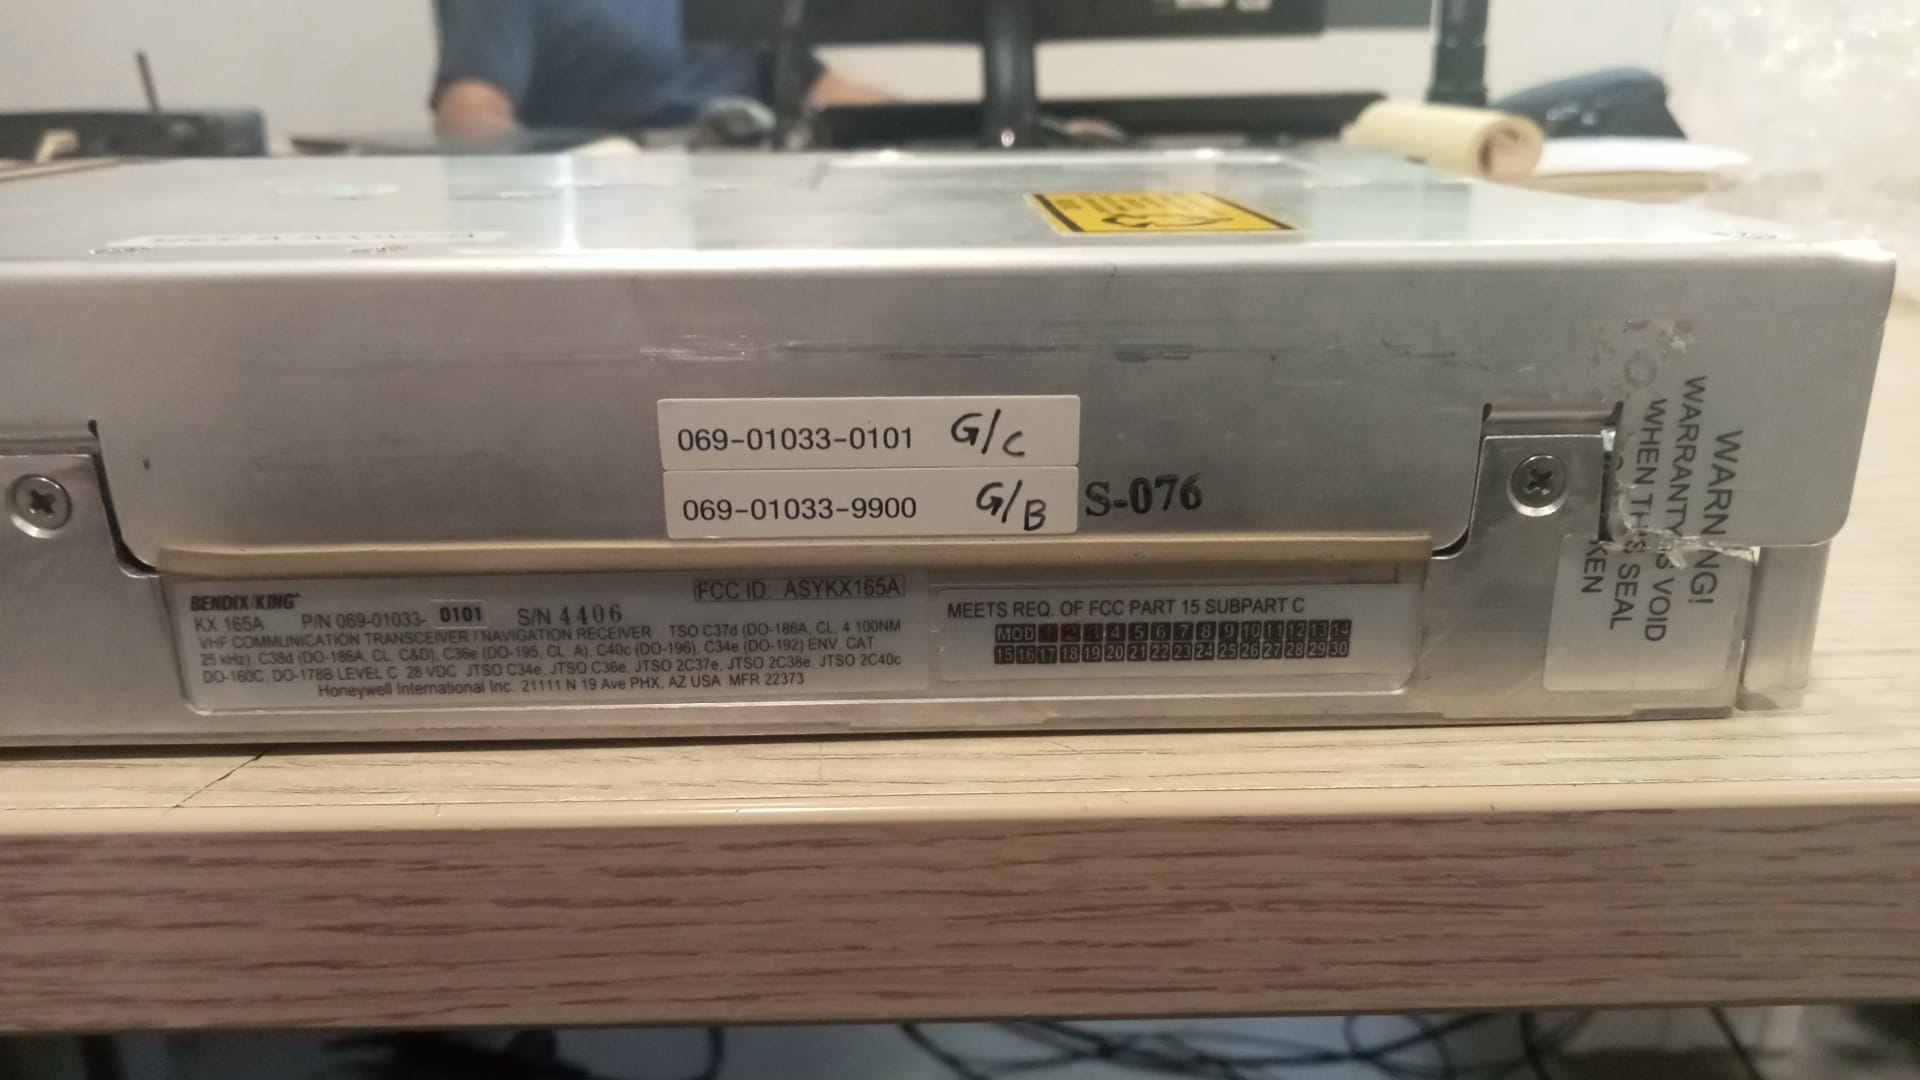 069-01033-0101 G/C
069-01033-9900 G/B
S-076
BENDIX/KING
FCC ID: ASYKX165A
KX 165A P/N 069-01033- 0101 S/N 4406
VHF COMMUNICATION TRANSCEIVER / NAVIGATION RECEIVER TSO C37d (DO-186A, CL. 4 100NM
25 kHz), C38d (DO-186A, CL. C&D), C36e (DO-195, CL. A), C40c (DO-196), C34e (DO-192) ENV CAT
DO-160C, DO-178B LEVEL C 28 VDC JTSO C34e, JTSO C36e, JTSO 2C37e, JTSO 2C38e, JTSO 2C40c
Honeywell International Inc. 21111 N 19 Ave PHX, AZ USA MFR 22373
MEETS REQ. OF FCC PART 15 SUBPART C
MOD 1 2 3 4 5 6 7 8 9 10 11 12 13 14
15 16 17 18 19 20 21 22 23 24 25 26 27 28 29 30
WARNING!
WARRANTY IS VOID
WHEN THIS SEAL
KEN